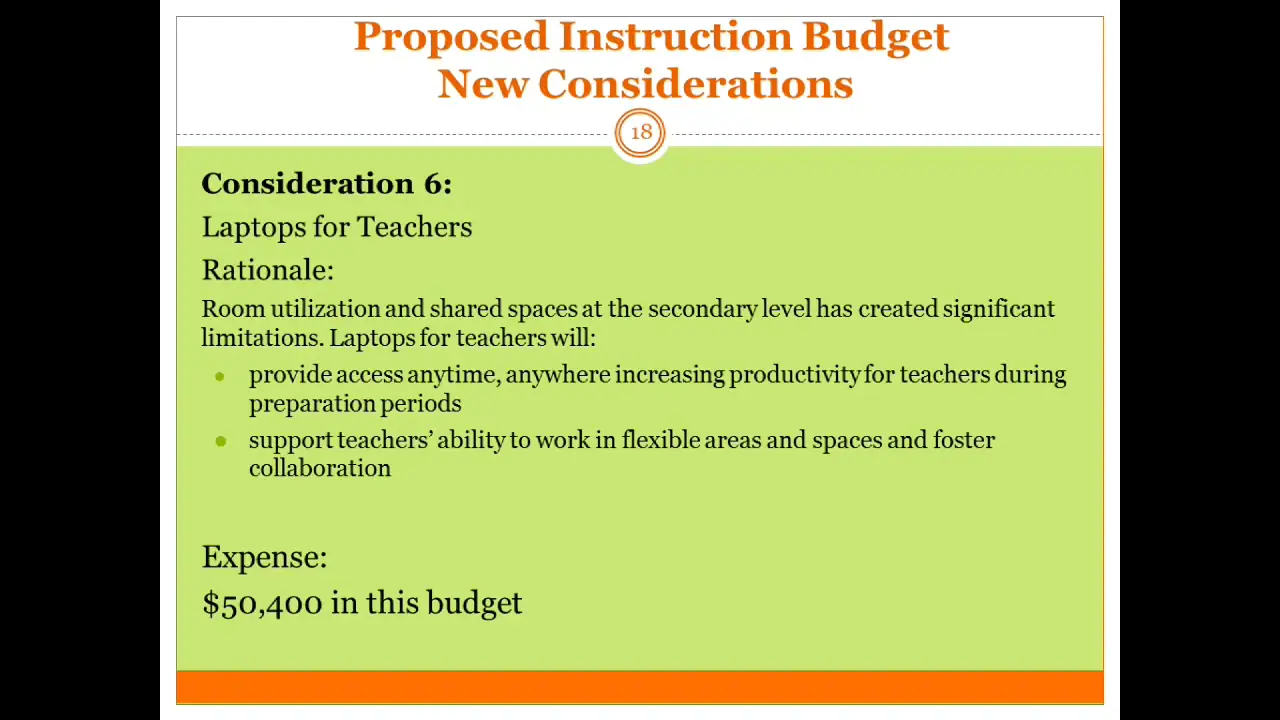 Proposed Instruction Budget
New Considerations
18
Consideration 6:
Laptops for Teachers
Rationale:
Room utilization and shared spaces at the secondary level has created significant
limitations. Laptops for teachers will:
provide access anytime, anywhere increasing productivity for teachers during
preparation periods
support teachers’ ability to work in flexible areas and spaces and foster
collaboration
Expense:
$50,400 in this budget